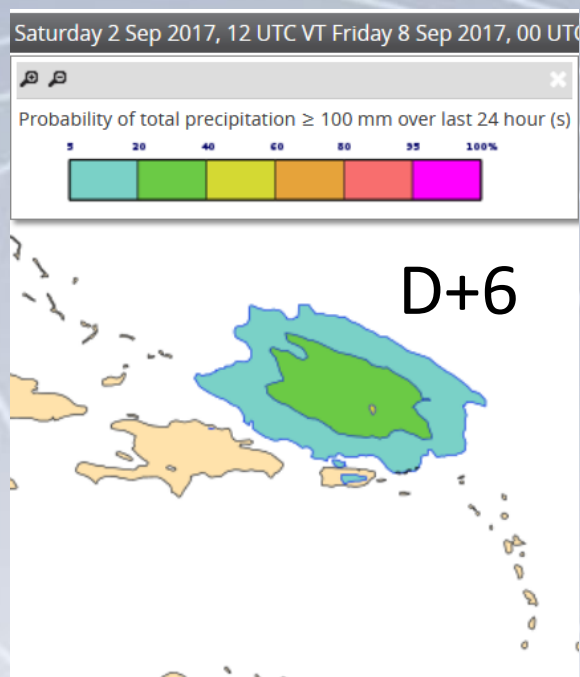 Saturday 2 Sep 2017, 12 UTC VT Friday 8 Sep 2017, 00 UTC
Probability of total precipitation ≥ 100 mm over last 24 hour (s)
5 20 40 60 80 95 100%
D+6